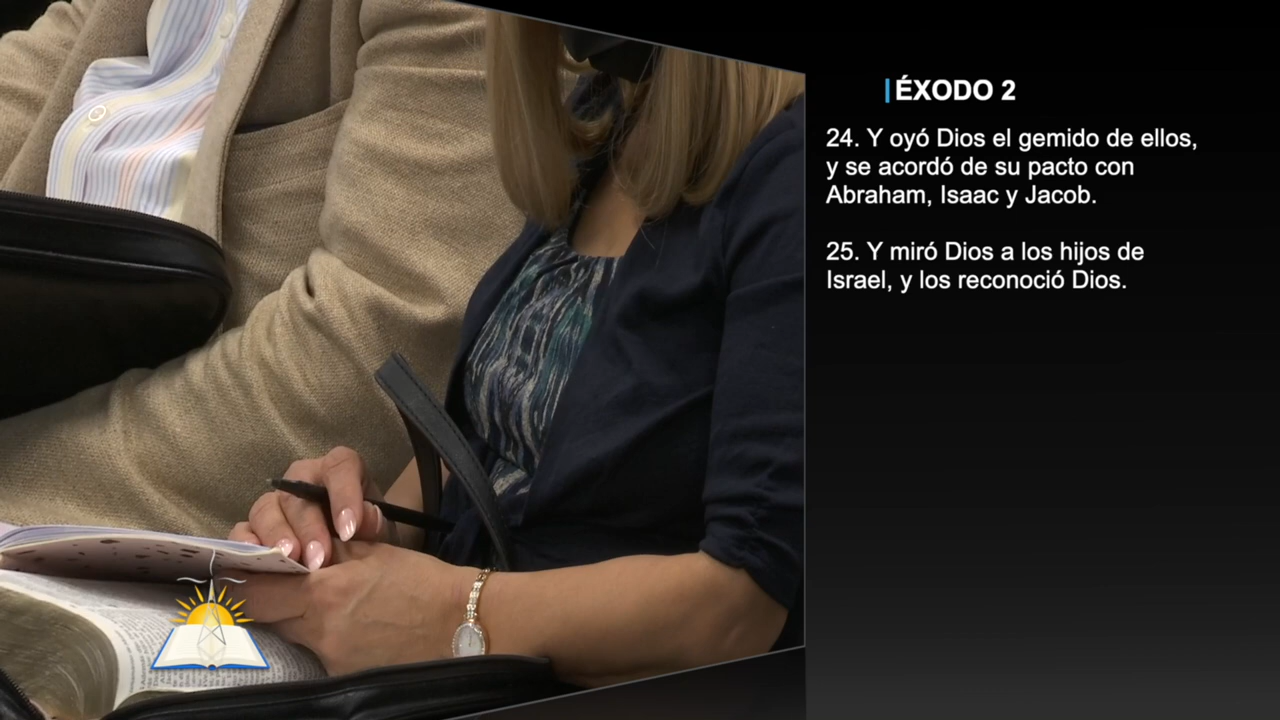 ÉXODO 2
24. Y oyó Dios el gemido de ellos,
y se acordó de su pacto con
Abraham, Isaac y Jacob.
25. Y miró Dios a los hijos de
Israel, y los reconoció Dios.